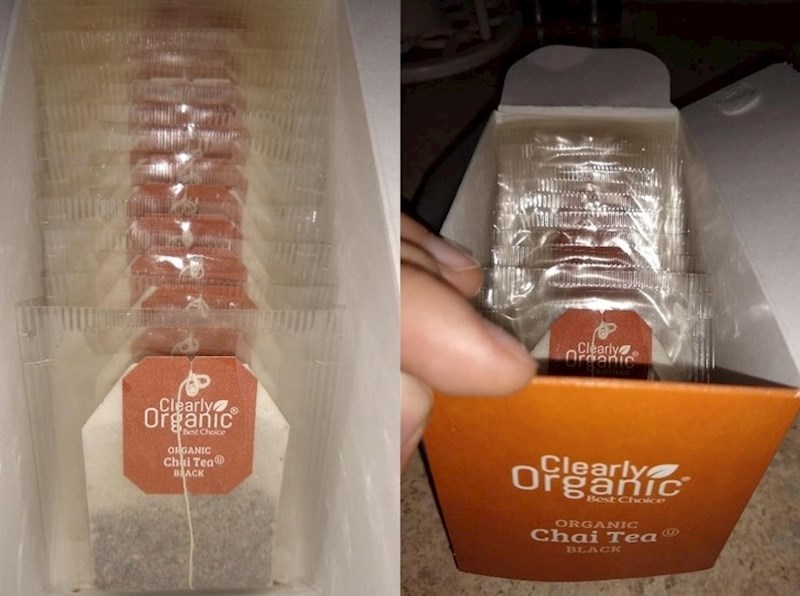 Clearly
Organic®
Best Choice
ORGANIC
Chai Tea Ⓤ
BLACK
Clearly
Organic
Clearly
Organic®
Best Choice
ORGANIC
Chai Tea Ⓤ
BLACK